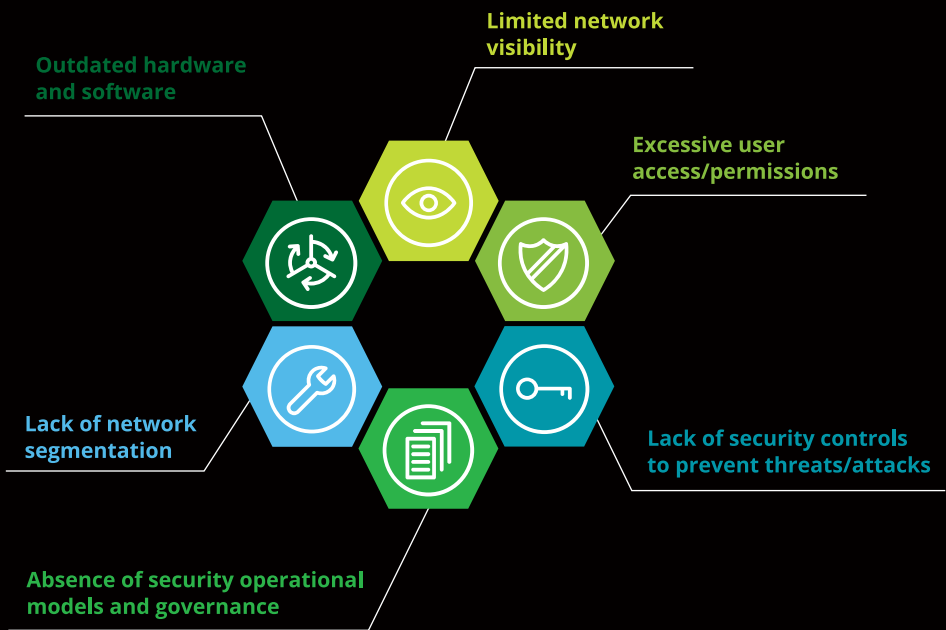 Limited network
visibility
Outdated hardware
and software
Excessive user
access/permissions
Lack of network
segmentation
Lack of security controls
to prevent threats/attacks
Absence of security operational
models and governance